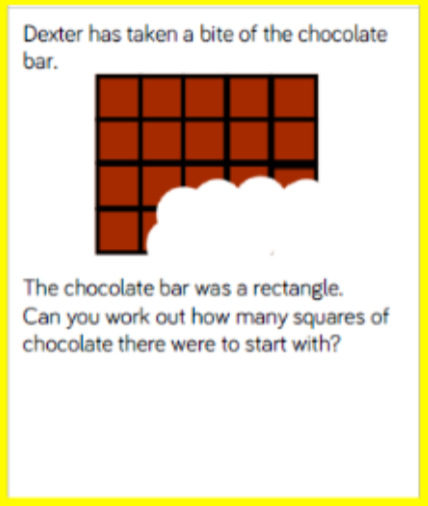 Dexter has taken a bite of the chocolate
bar.
The chocolate bar was a rectangle.
Can you work out how many squares of
chocolate there were to start with?